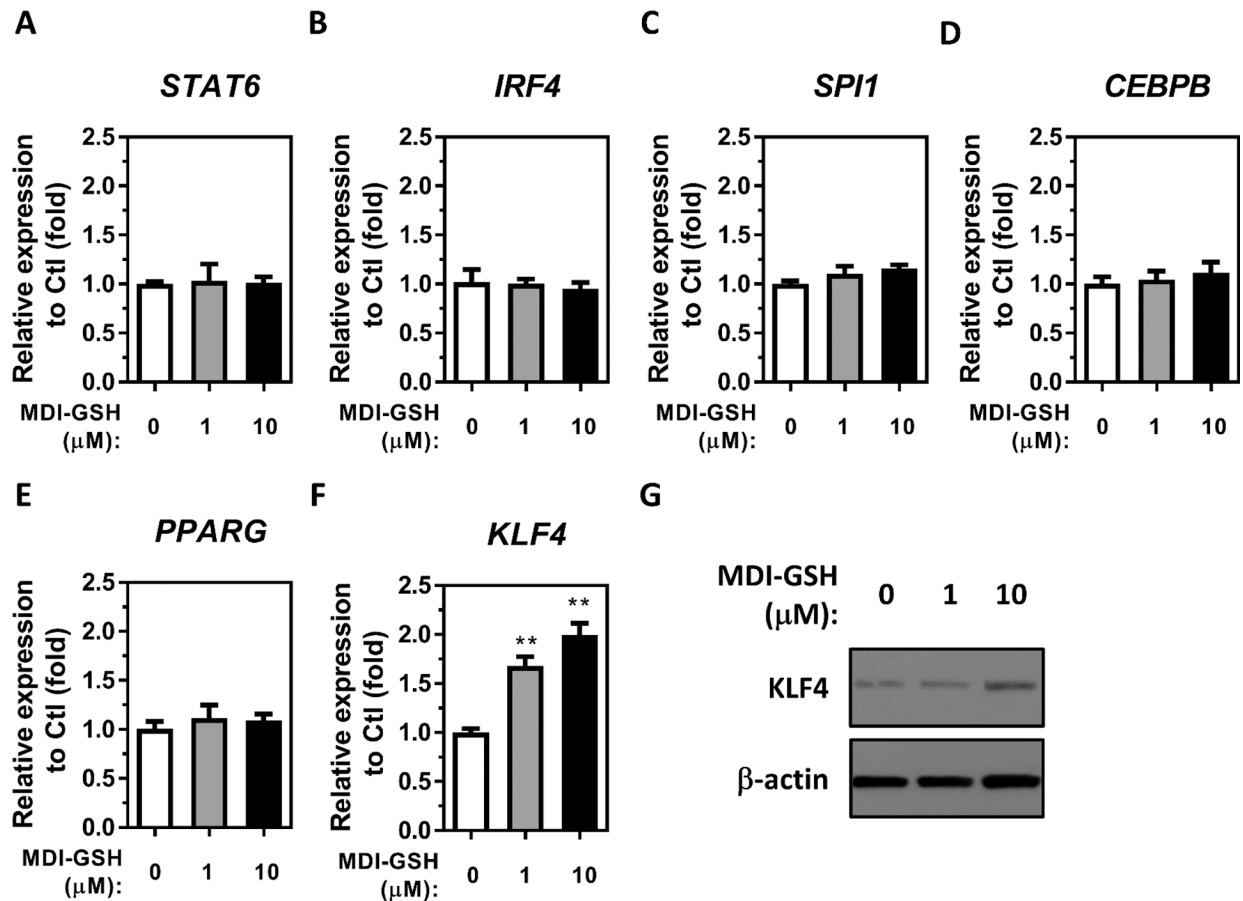 A
STAT6
Relative expression
to Ctl (fold)
2.5
2.0
1.5
1.0
0.5
0.0
MDI-GSH
(μM):
0 1 10
B
IRF4
Relative expression
to Ctl (fold)
2.5
2.0
1.5
1.0
0.5
0.0
MDI-GSH
(μM):
0 1 10
C
SPI1
Relative expression
to Ctl (fold)
2.5
2.0
1.5
1.0
0.5
0.0
MDI-GSH
(μM):
0 1 10
D
CEBPB
Relative expression
to Ctl (fold)
2.5
2.0
1.5
1.0
0.5
0.0
MDI-GSH
(μM):
0 1 10
E
PPARG
Relative expression
to Ctl (fold)
2.5
2.0
1.5
1.0
0.5
0.0
MDI-GSH
(μM):
0 1 10
F
KLF4
Relative expression
to Ctl (fold)
2.5
2.0
1.5
1.0
0.5
0.0
**
**
MDI-GSH
(μM):
0 1 10
G
MDI-GSH
(μM):
0 1 10
KLF4
β-actin